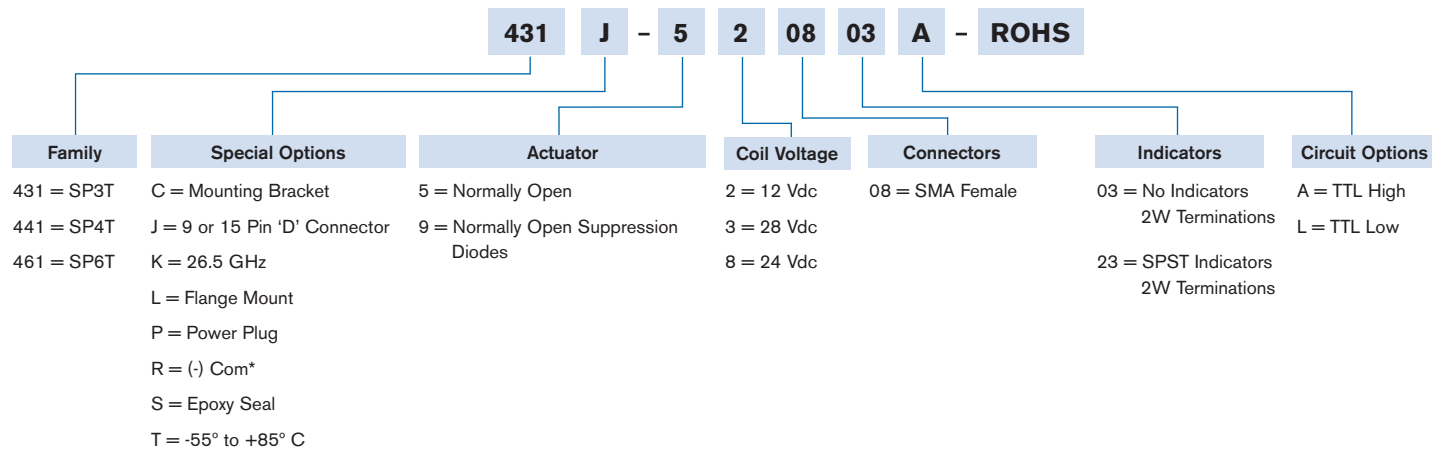 431 J – 5 2 08 03 A – ROHS
Family
431 = SP3T
441 = SP4T
461 = SP6T
Special Options
C = Mounting Bracket
J = 9 or 15 Pin ‘D’ Connector
K = 26.5 GHz
L = Flange Mount
P = Power Plug
R = (-) Com*
S = Epoxy Seal
T = -55° to +85° C
Actuator
5 = Normally Open
9 = Normally Open Suppression
Diodes
Coil Voltage
2 = 12 Vdc
3 = 28 Vdc
8 = 24 Vdc
Connectors
08 = SMA Female
Indicators
03 = No Indicators
2W Terminations
23 = SPST Indicators
2W Terminations
Circuit Options
A = TTL High
L = TTL Low